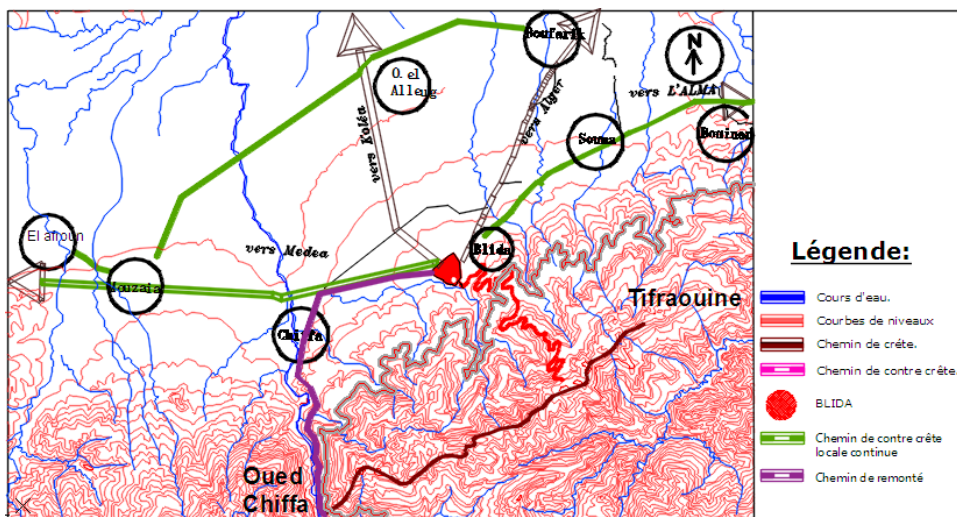 Boufarik
N
O. el
Alleug
vers L'ALMA
vers Alger
Souma
Bouinan
vers Koléa
El afroun
vers Medea
Blida
Mouzaia
Chiffa
Tifraouine
Oued
Chiffa
Légende:
Cours d'eau.
Courbes de niveaux
Chemin de crête.
Chemin de contre crête.
BLIDA
Chemin de contre crête
locale continue
Chemin de remonté